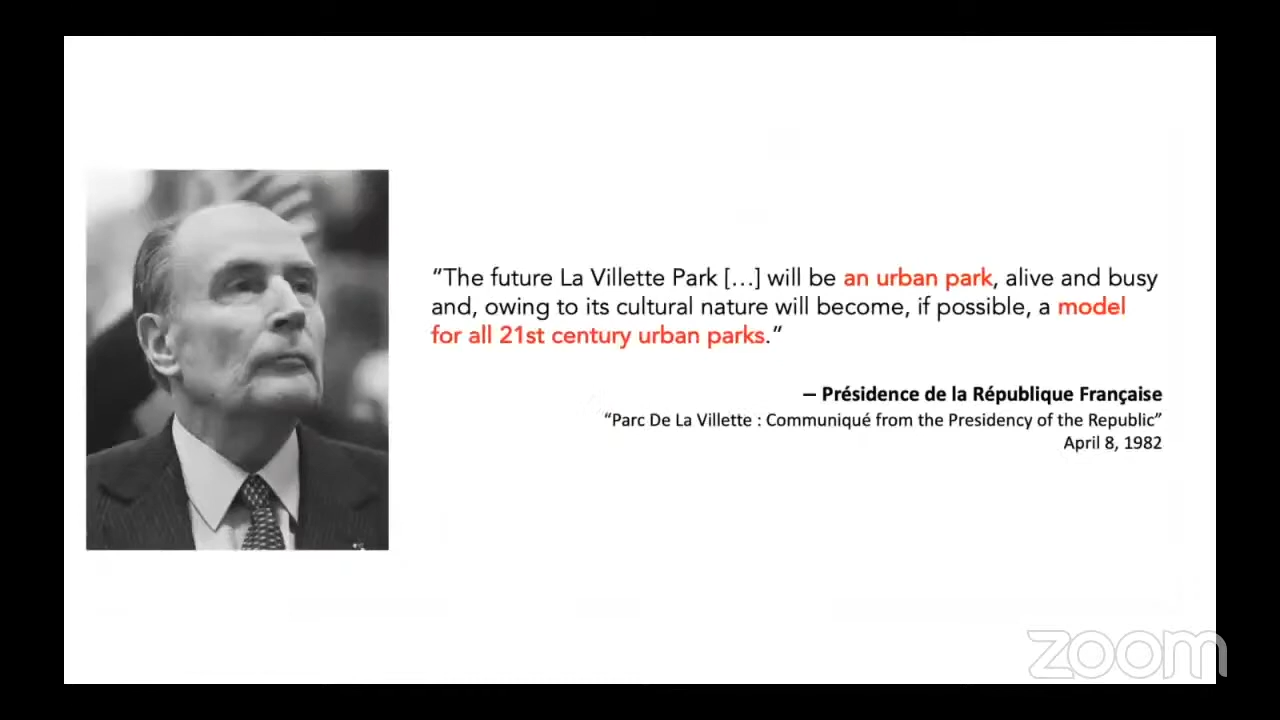 “The future La Villette Park […] will be an urban park, alive and busy
and, owing to its cultural nature will become, if possible, a model
for all 21st century urban parks.”
– Présidence de la République Française
“Parc De La Villette : Communiqué from the Presidency of the Republic”
April 8, 1982
zoom